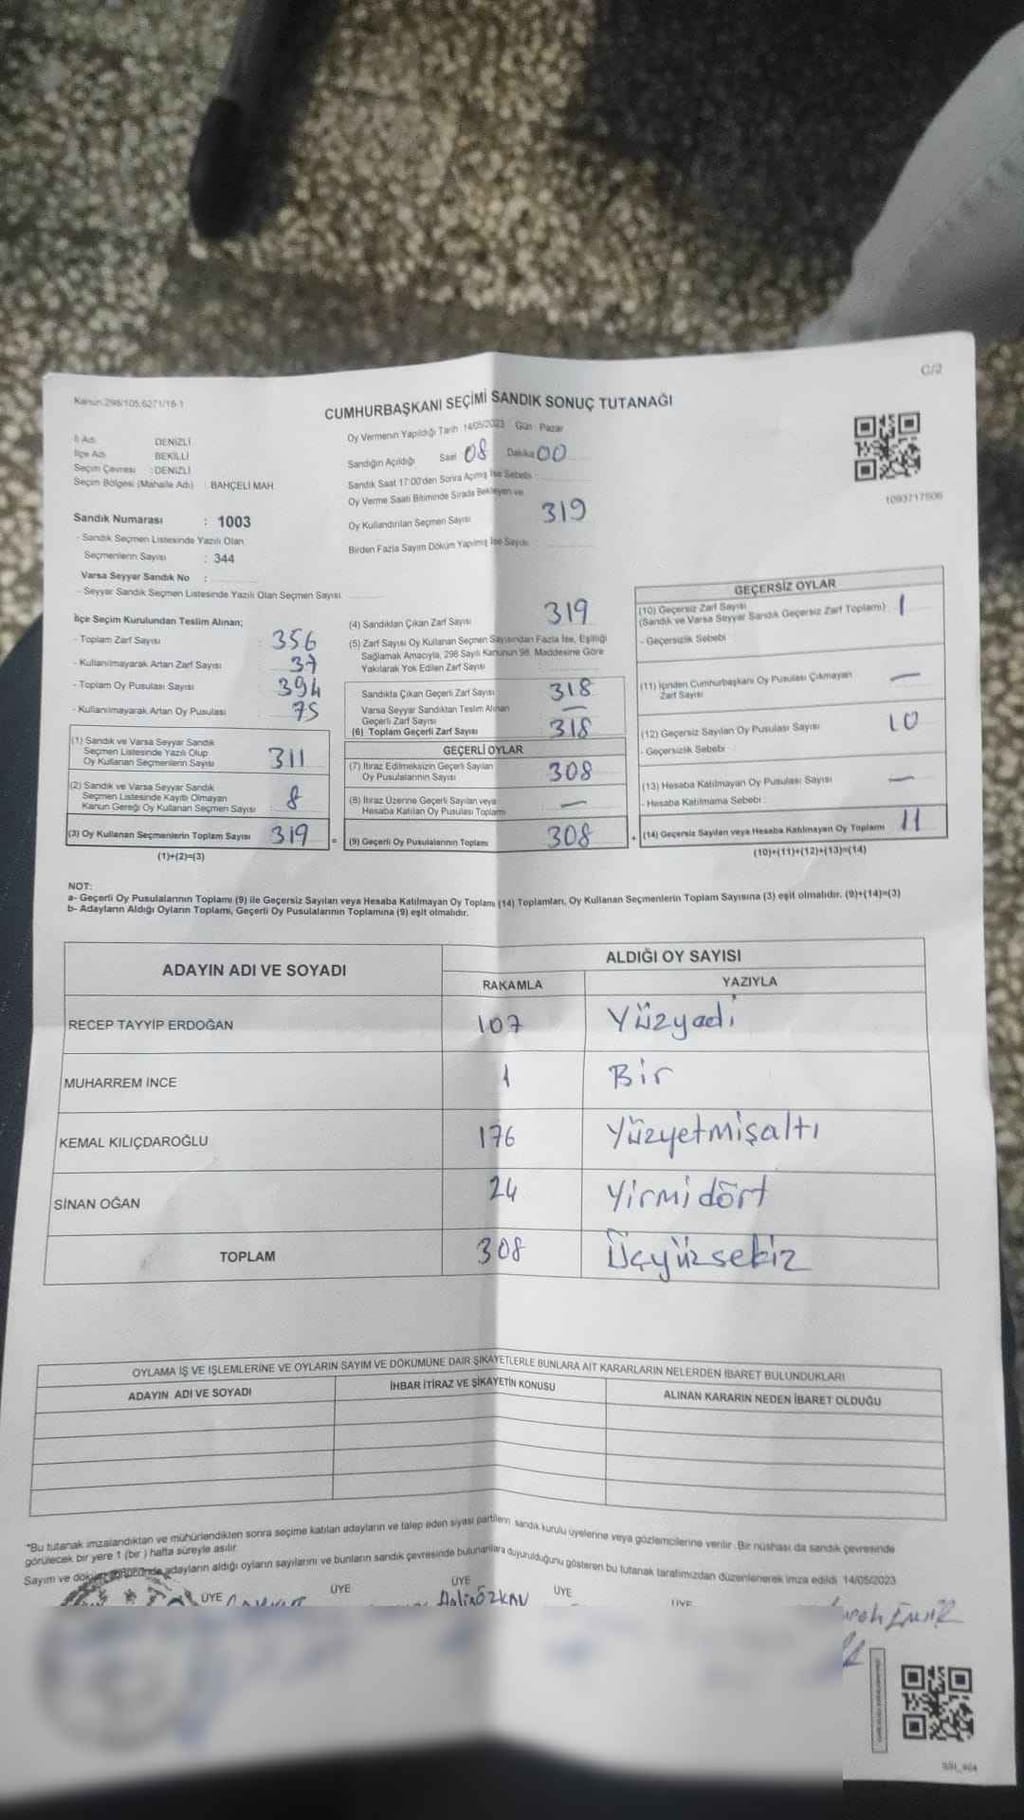 C/2
Kanun:298/105,6271/16-1
CUMHURBAŞKANI SEÇİMİ SANDIK SONUÇ TUTANAĞI
İl Adı DENİZLİ
İlçe Adı BEKİLLİ
Seçim Çevresi : DENİZLİ
Seçim Bölgesi (Mahalle Adı) : BAHÇELİ MAH.
Sandık Numarası : 1003
- Sandık Seçmen Listesinde Yazılı Olan
Seçmenlerin Sayısı : 344
Varsa Seyyar Sandık No :
- Seyyar Sandık Seçmen Listesinde Yazılı Olan Seçmen Sayısı
Oy Vermenin Yapıldığı Tarih : 14/05/2023 Gün : Pazar
Sandığın Açıldığı Saat 08 Dakika 00
Sandık Saat 17:00'den Sonra Açmış İse Sebebi :
Oy Verme Saati Bitiminde Sırada Bekleyen ve
Oy Kullandırılan Seçmen Sayısı 319
Birden Fazla Sayım Döküm Yapılmış İse Sayısı
1093717506
İlçe Seçim Kurulundan Teslim Alınan;
- Toplam Zarf Sayısı : 356
- Kullanılmayarak Artan Zarf Sayısı : 37
- Toplam Oy Pusulası Sayısı : 394
- Kullanılmayarak Artan Oy Pusulası : 75
(1) Sandık ve Varsa Seyyar Sandık
Seçmen Listesinde Yazılı Olup
Oy Kullanan Seçmenlerin Sayısı 311
(2) Sandık ve Varsa Seyyar Sandık
Seçmen Listesinde Kayıtlı Olmayan
Kanun Gereği Oy Kullanan Seçmen Sayısı 8
(3) Oy Kullanan Seçmenlerin Toplam Sayısı 319 =
(1)+(2)=(3)
(4) Sandıktan Çıkan Zarf Sayısı 319
(5) Zarf Sayısı Oy Kullanan Seçmen Sayısından Fazla İse, Eşitliği
Sağlamak Amacıyla, 298 Sayılı Kanunun 98. Maddesine Göre
Yakılarak Yok Edilen Zarf Sayısı
Sandıkta Çıkan Geçerli Zarf Sayısı 318
Varsa Seyyar Sandıktan Teslim Alınan
Geçerli Zarf Sayısı —
(6) Toplam Geçerli Zarf Sayısı 318
GEÇERLİ OYLAR
(7) İtiraz Edilmeksizin Geçerli Sayılan
Oy Pusulalarının Sayısı 308
(8) İtiraz Üzerine Geçerli Sayılan veya
Hesaba Katılan Oy Pusulası Toplamı —
(9) Geçerli Oy Pusulalarının Toplamı 308 +
GEÇERSİZ OYLAR
(10) Geçersiz Zarf Sayısı
(Sandık ve Varsa Seyyar Sandık Geçersiz Zarf Toplamı) 1
- Geçersizlik Sebebi
(11) İçinden Cumhurbaşkanı Oy Pusulası Çıkmayan
Zarf Sayısı —
(12) Geçersiz Sayılan Oy Pusulası Sayısı 10
- Geçersizlik Sebebi
(13) Hesaba Katılmayan Oy Pusulası Sayısı —
- Hesaba Katılmama Sebebi :
(14) Geçersiz Sayılan veya Hesaba Katılmayan Oy Toplamı 11
(10)+(11)+(12)+(13)=(14)
NOT:
a- Geçerli Oy Pusulalarının Toplamı (9) ile Geçersiz Sayılan veya Hesaba Katılmayan Oy Toplamı (14) Toplamları, Oy Kullanan Seçmenlerin Toplam Sayısına (3) eşit olmalıdır. (9)+(14)=(3)
b- Adayların Aldığı Oyların Toplamı, Geçerli Oy Pusulalarının Toplamına (9) eşit olmalıdır.
ADAYIN ADI VE SOYADI
ALDIĞI OY SAYISI
RAKAMLA YAZIYLA
RECEP TAYYİP ERDOĞAN 107 Yüzyadi
MUHARREM İNCE 1 Bir
KEMAL KILIÇDAROĞLU 176 Yüzyetmişaltı
SİNAN OĞAN 24 Yirmidört
TOPLAM 308 Üçyüzsekiz
OYLAMA İŞ VE İŞLEMLERİNE VE OYLARIN SAYIM VE DÖKÜMÜNE DAİR ŞİKAYETLERLE BUNLARA AİT KARARLARIN NELERDEN İBARET BULUNDUKLARI
ADAYIN ADI VE SOYADI İHBAR İTİRAZ VE ŞİKAYETİN KONUSU ALINAN KARARIN NEDEN İBARET OLDUĞU
*Bu tutanak imzalandıktan ve mühürlendikten sonra seçime katılan adayların ve talep eden siyasi partilerin sandık kurulu üyelerine veya gözlemcilerine verilir. Bir nüshası da sandık çevresinde
görülecek bir yere 1 (bir) hafta süreyle asılır.
Sayım ve döküm sonucunda adayların aldığı oyların sayılarını ve bunların sandık çevresinde bulunanlara duyurulduğunu gösteren bu tutanak tarafımızdan düzenlenerek imza edildi. 14/05/2023
ÜYE ÜYE ÜYE ÜYE ÜYE